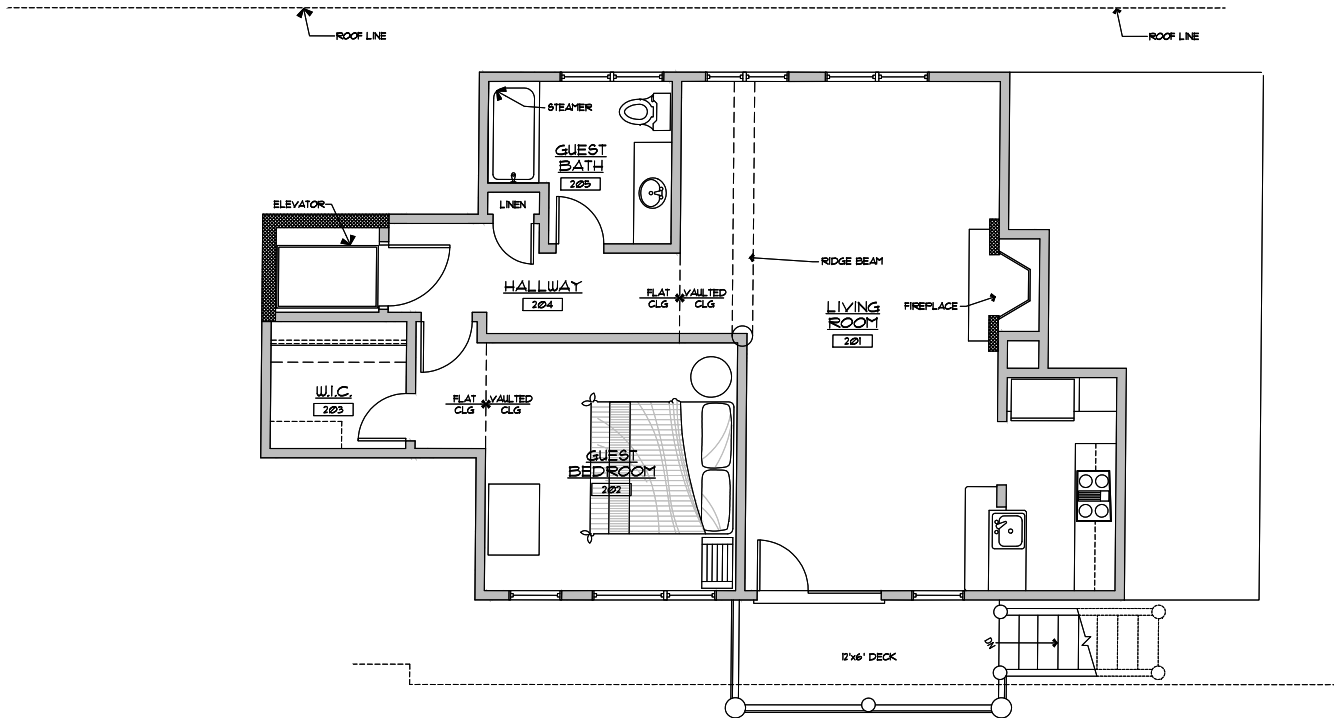 ROOF LINE
ROOF LINE
STEAMER
GUEST
BATH
205
LINEN
ELEVATOR
RIDGE BEAM
HALLWAY
204
FLAT VAULTED
CLG CLG
LIVING
ROOM
201
FIREPLACE
W.I.C.
203
FLAT VAULTED
CLG CLG
GUEST
BEDROOM
202
DN
12'x6' DECK